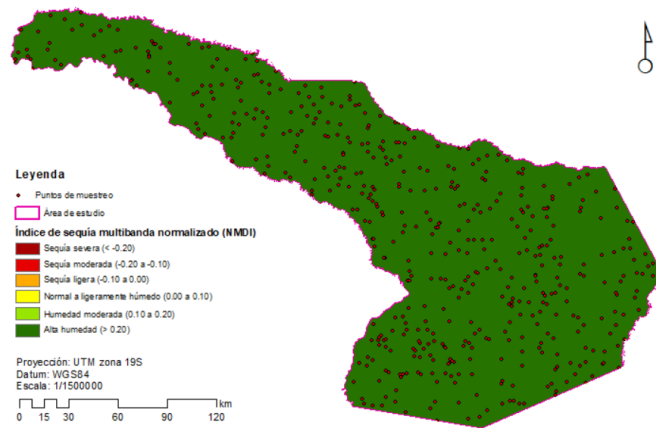 Leyenda
Puntos de muestreo
Área de estudio
Índice de sequía multibanda normalizado (NMDI)
Sequía severa (< -0.20)
Sequía moderada (-0.20 a -0.10)
Sequía ligera (-0.10 a 0.00)
Normal a ligeramente húmedo (0.00 a 0.10)
Humedad moderada (0.10 a 0.20)
Alta humedad (> 0.20)
Proyección: UTM zona 19S
Datum: WGS84
Escala: 1/1500000
0 15 30 60 90 120 km